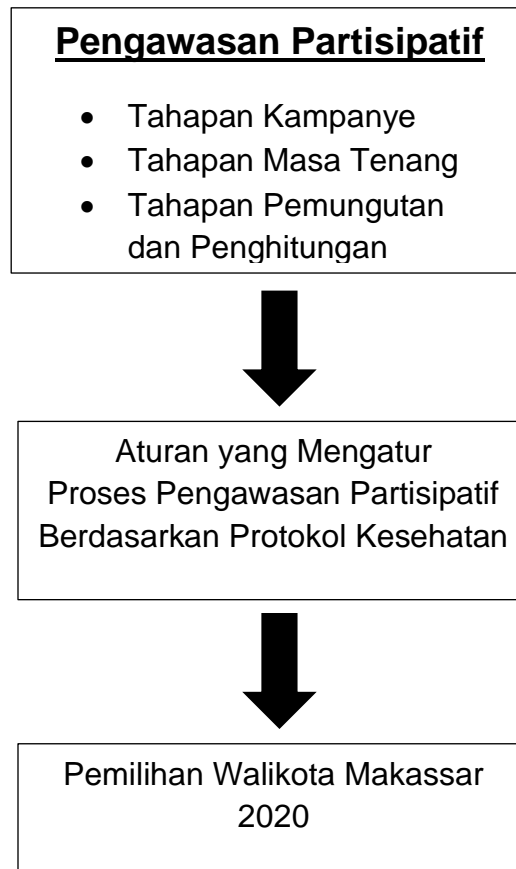 Pengawasan Partisipatif
• Tahapan Kampanye
• Tahapan Masa Tenang
• Tahapan Pemungutan
dan Penghitungan
Aturan yang Mengatur
Proses Pengawasan Partisipatif
Berdasarkan Protokol Kesehatan
Pemilihan Walikota Makassar
2020